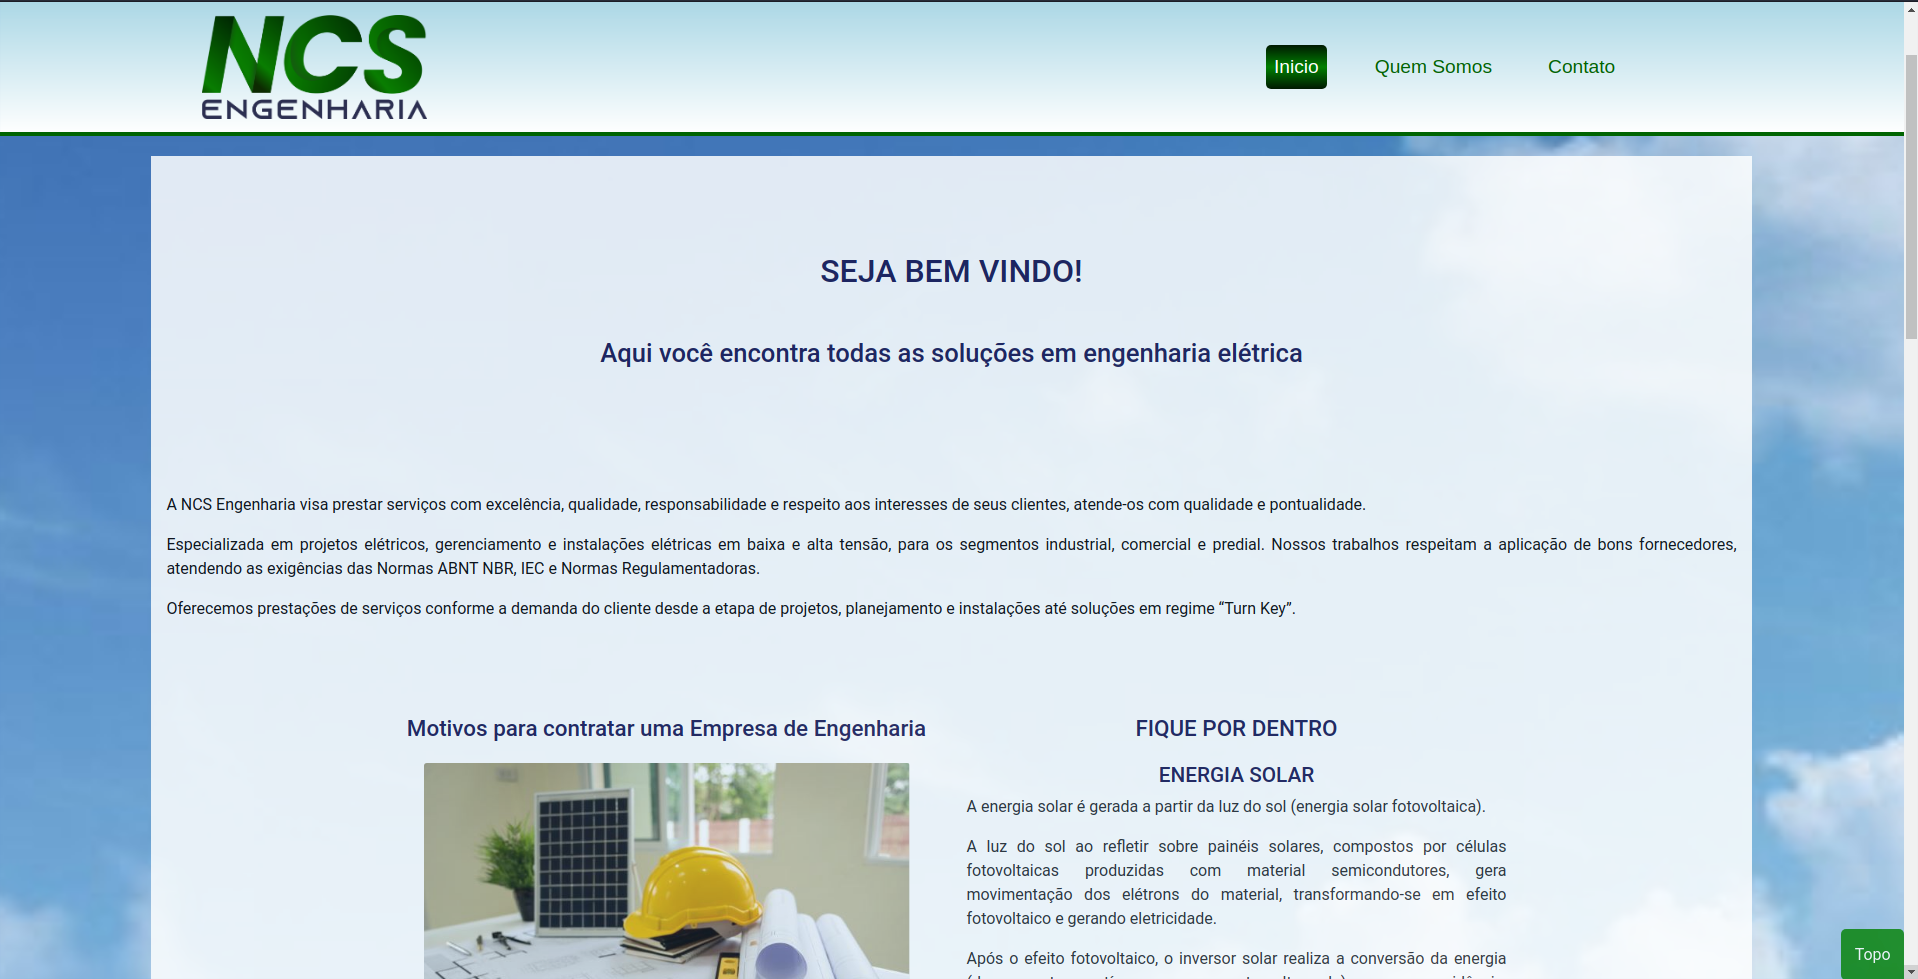 NCS
ENGENHARIA
Inicio
Quem Somos
Contato
SEJA BEM VINDO!
Aqui você encontra todas as soluções em engenharia elétrica
A NCS Engenharia visa prestar serviços com excelência, qualidade, responsabilidade e respeito aos interesses de seus clientes, atende-os com qualidade e pontualidade.
Especializada em projetos elétricos, gerenciamento e instalações elétricas em baixa e alta tensão, para os segmentos industrial, comercial e predial. Nossos trabalhos respeitam a aplicação de bons fornecedores,
atendendo as exigências das Normas ABNT NBR, IEC e Normas Regulamentadoras.
Oferecemos prestações de serviços conforme a demanda do cliente desde a etapa de projetos, planejamento e instalações até soluções em regime “Turn Key”.
Motivos para contratar uma Empresa de Engenharia
FIQUE POR DENTRO
ENERGIA SOLAR
A energia solar é gerada a partir da luz do sol (energia solar fotovoltaica).
A luz do sol ao refletir sobre painéis solares, compostos por células
fotovoltaicas produzidas com material semicondutores, gera
movimentação dos elétrons do material, transformando-se em efeito
fotovoltaico e gerando eletricidade.
Após o efeito fotovoltaico, o inversor solar realiza a conversão da energia
Topo